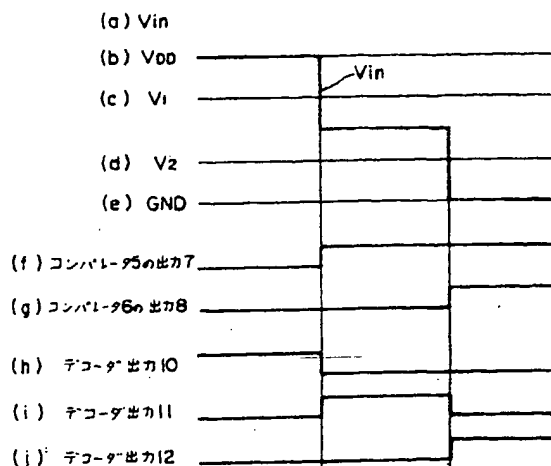 (a) Vin
(b) VDD
Vin
(c) V1
(d) V2
(e) GND
(f) コンパレータ5の出力7
(g) コンパレータ6の出力8
(h) デコーダ出力10
(i) デコーダ出力11
(j) デコーダ出力12